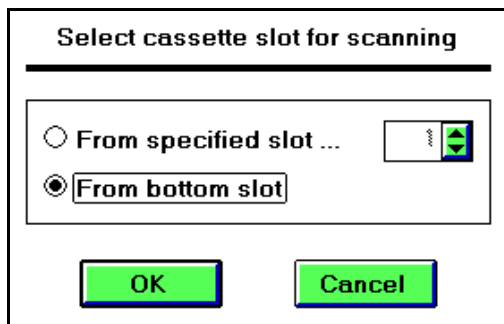 Select cassette slot for scanning
From specified slot ... 1
From bottom slot
OK Cancel